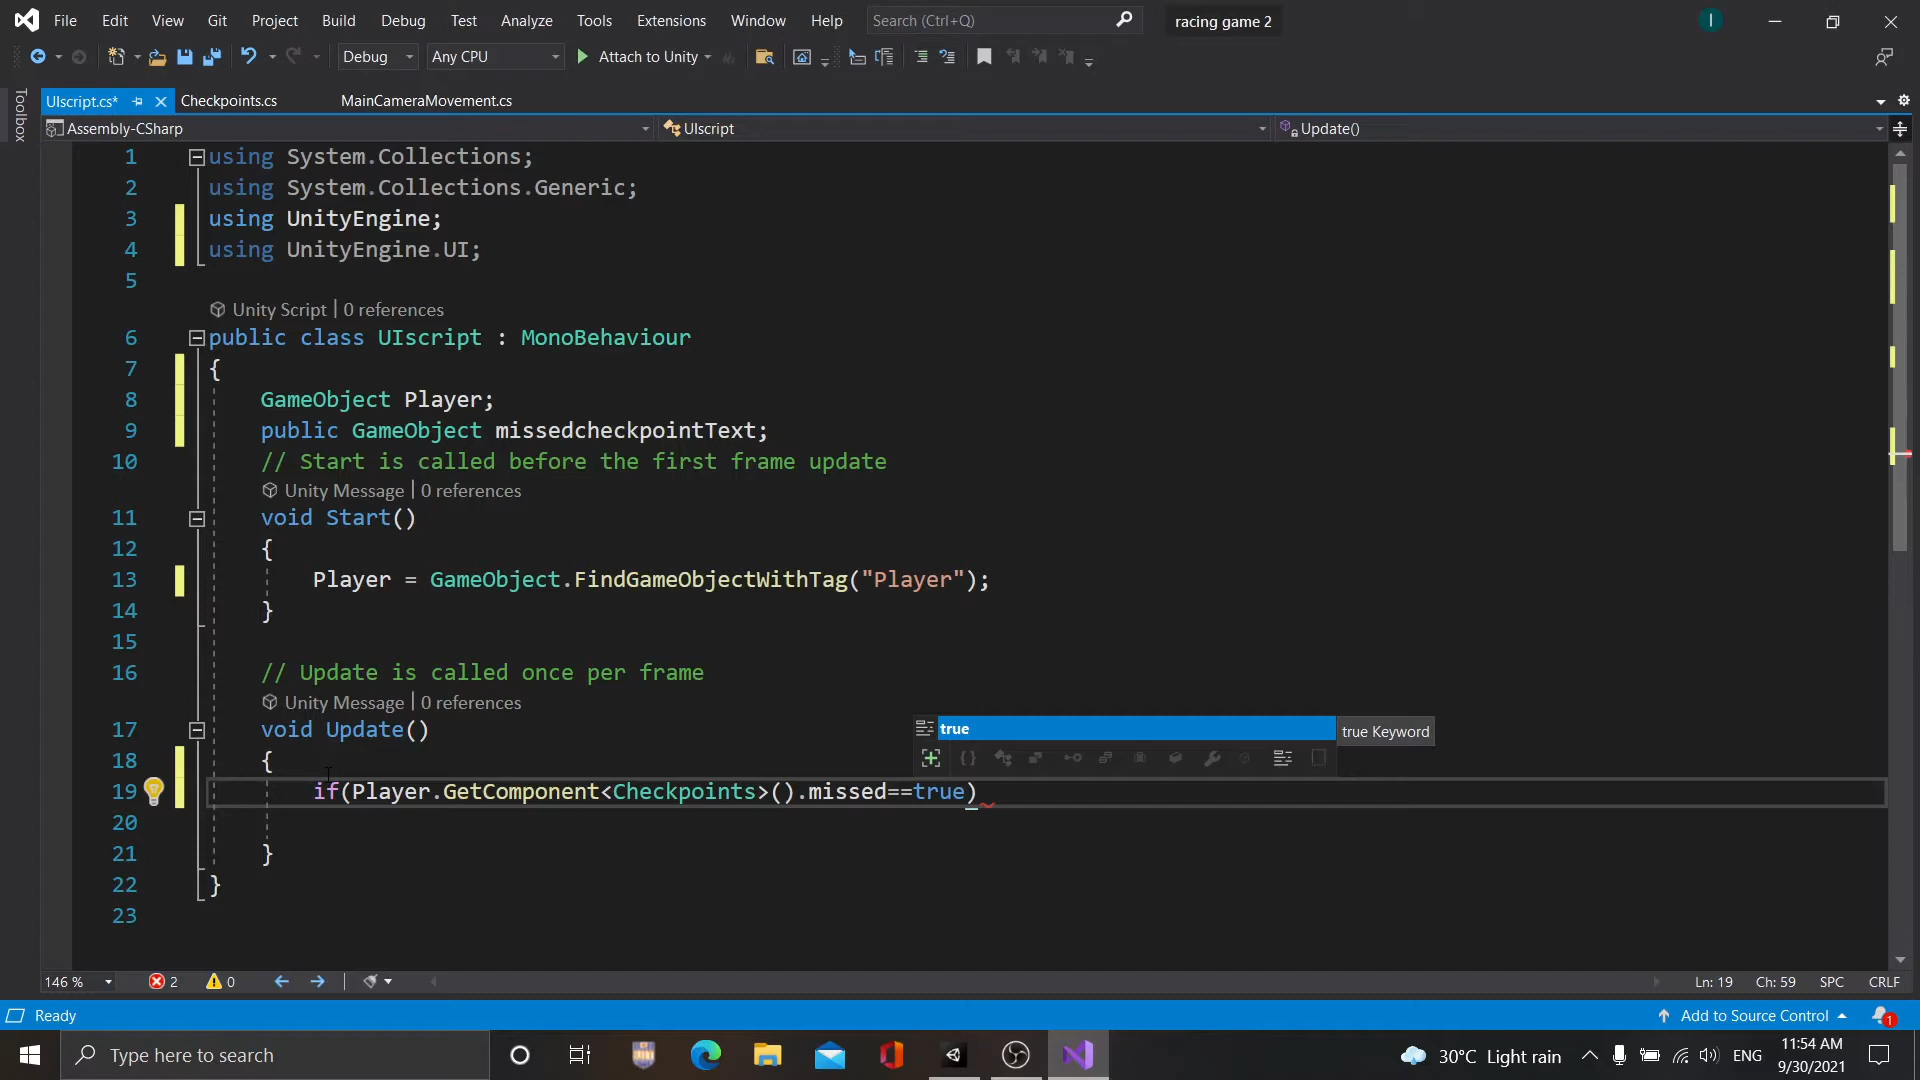 File Edit View Git Project Build Debug Test Analyze Tools Extensions Window Help Search (Ctrl+Q) racing game 2 I
Debug Any CPU Attach to Unity
Toolbox
UIscript.cs* Checkpoints.cs MainCameraMovement.cs
Assembly-CSharp UIscript Update()
1 using System.Collections;
2 using System.Collections.Generic;
3 using UnityEngine;
4 using UnityEngine.UI;
5
Unity Script | 0 references
6 public class UIscript : MonoBehaviour
7 {
8 GameObject Player;
9 public GameObject missedcheckpointText;
10 // Start is called before the first frame update
Unity Message | 0 references
11 void Start()
12 {
13 Player = GameObject.FindGameObjectWithTag("Player");
14 }
15
16 // Update is called once per frame
Unity Message | 0 references
17 void Update()
true true Keyword
18 {
19 if(Player.GetComponent<Checkpoints>().missed==true)
20
21 }
22 }
23
146 % 2 0 Ln: 19 Ch: 59 SPC CRLF
Ready Add to Source Control 1
Type here to search 30°C Light rain ENG 11:54 AM
9/30/2021